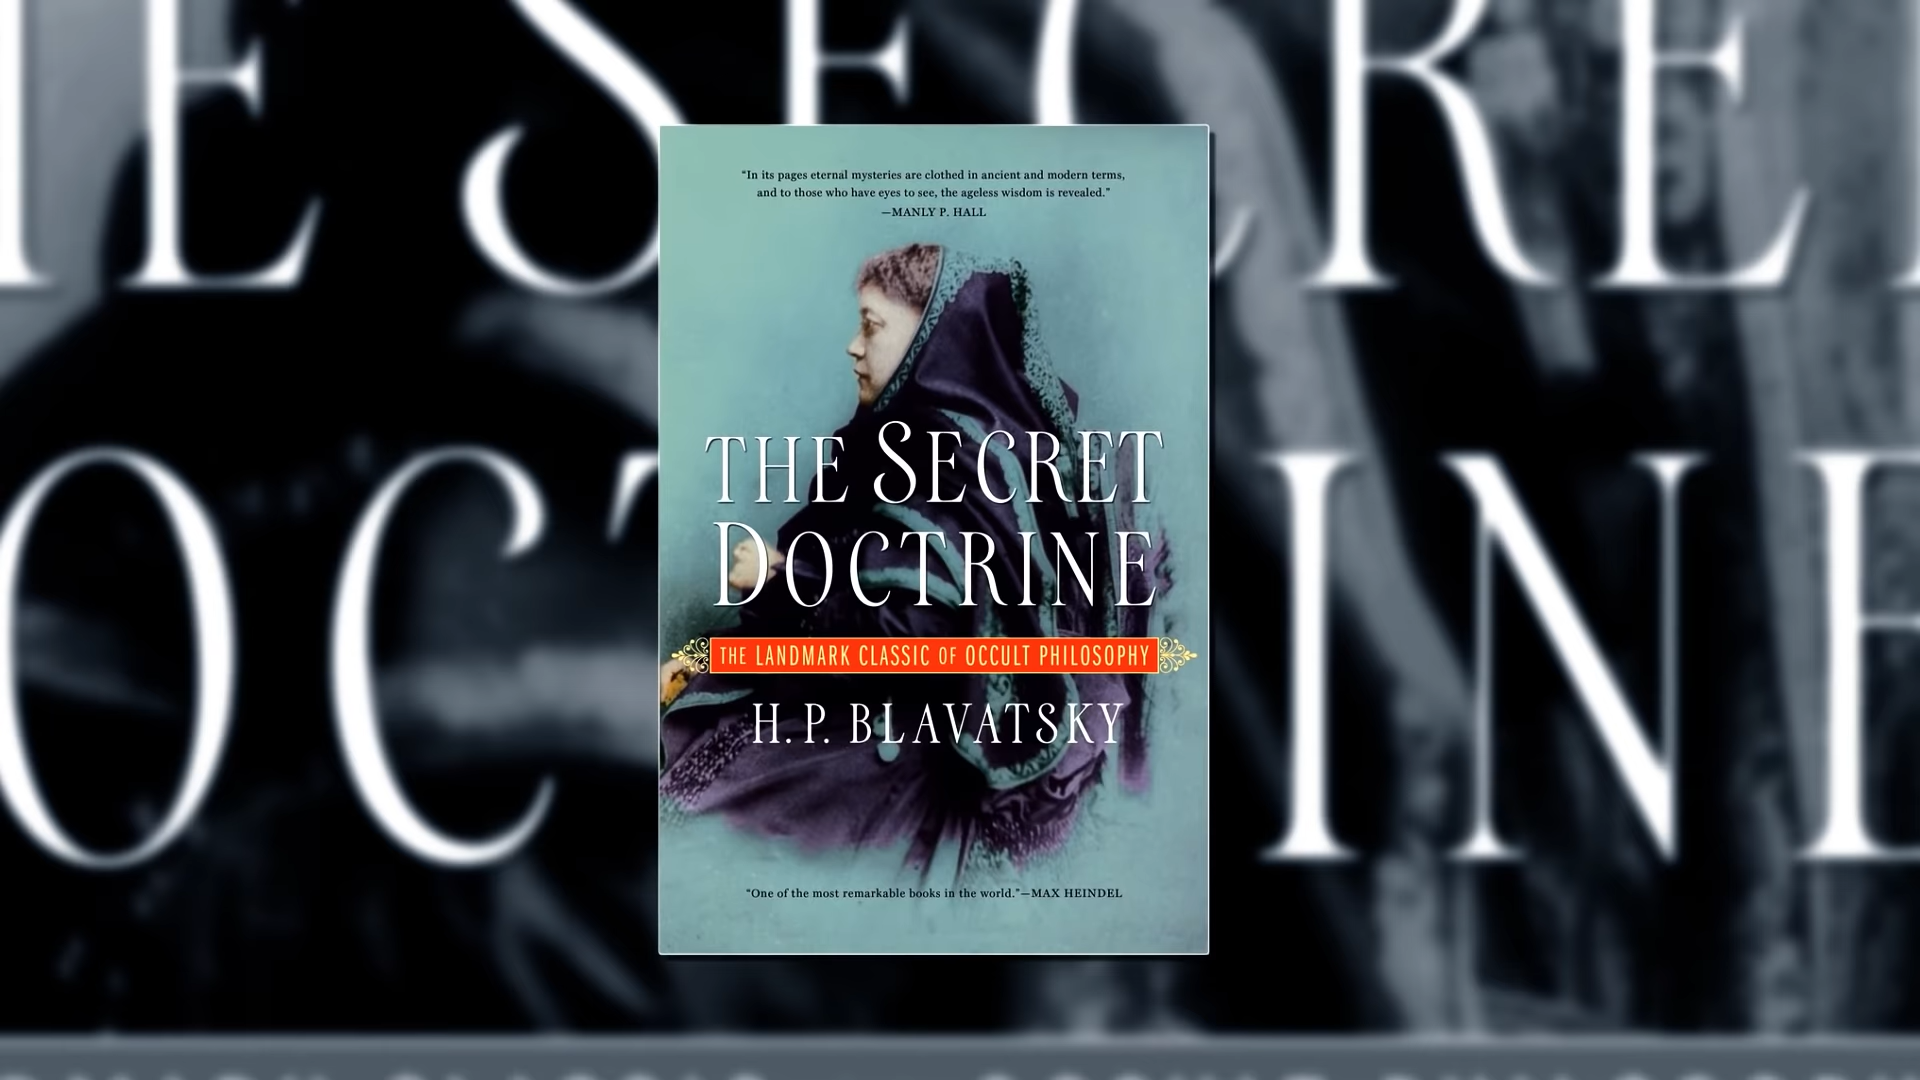 “In its pages eternal mysteries are clothed in ancient and modern terms,
and to those who have eyes to see, the ageless wisdom is revealed.”
—MANLY P. HALL
THE SECRET
DOCTRINE
THE LANDMARK CLASSIC OF OCCULT PHILOSOPHY
H. P. BLAVATSKY
“One of the most remarkable books in the world.”—MAX HEINDEL